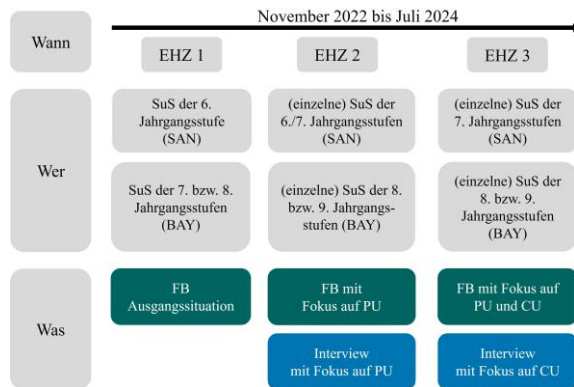 November 2022 bis Juli 2024
Wann
EHZ 1
EHZ 2
EHZ 3
Wer
SuS der 6.
Jahrgangsstufe
(SAN)
(einzelne) SuS der
6./7. Jahrgangsstufen
(SAN)
(einzelne) SuS der
7. Jahrgangsstufen
(SAN)
SuS der 7. bzw. 8.
Jahrgangsstufen
(BAY)
(einzelne) SuS der 8.
bzw. 9. Jahrgangs-
stufen (BAY)
(einzelne) SuS der
8. bzw. 9.
Jahrgangsstufen
(BAY)
Was
FB
Ausgangssituation
FB mit
Fokus auf PU
FB mit Fokus auf
PU und CU
Interview
mit Fokus auf PU
Interview
mit Fokus auf CU